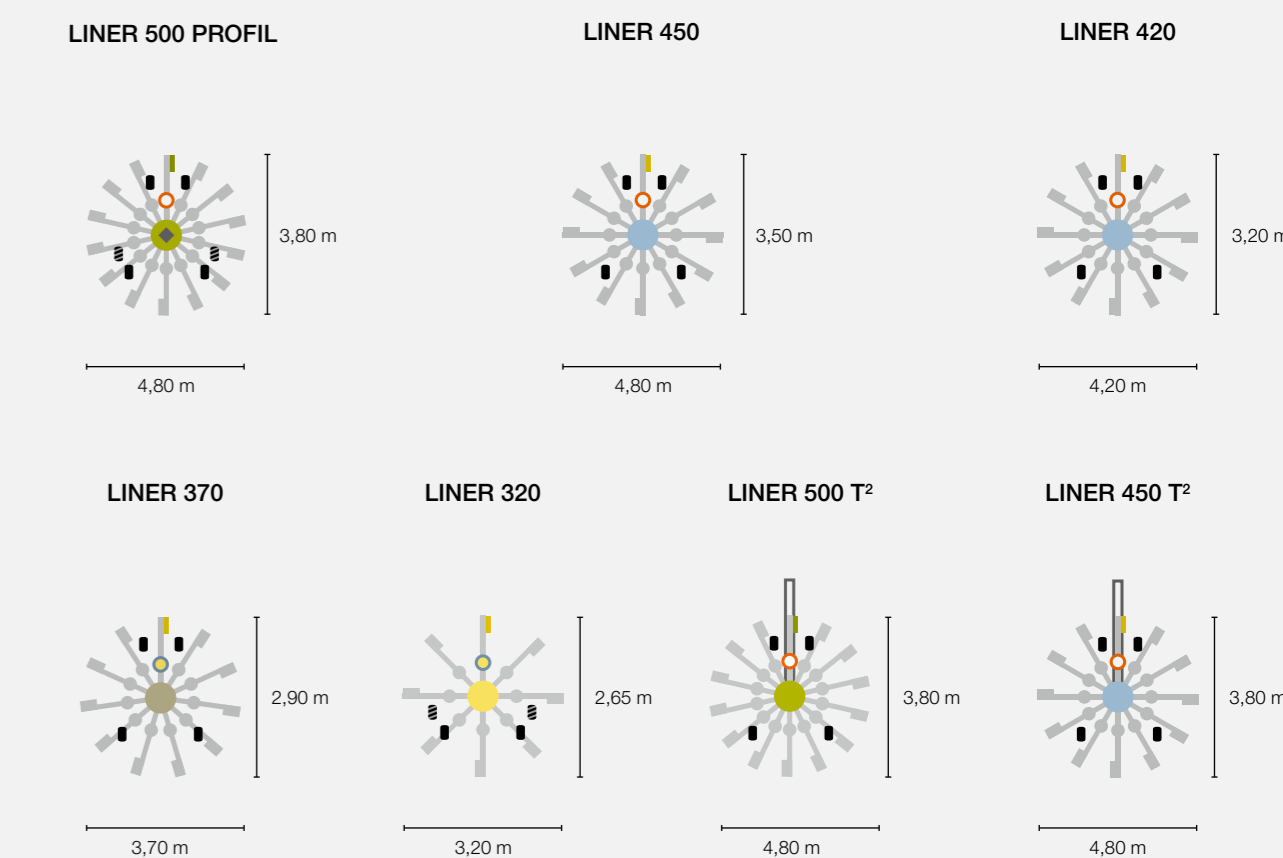 LINER 500 PROFIL
LINER 450
LINER 420
3,80 m
3,50 m
3,20 m
4,80 m
4,80 m
4,20 m
LINER 370
LINER 320
LINER 500 T²
LINER 450 T²
2,90 m
2,65 m
3,80 m
3,80 m
3,70 m
3,20 m
4,80 m
4,80 m